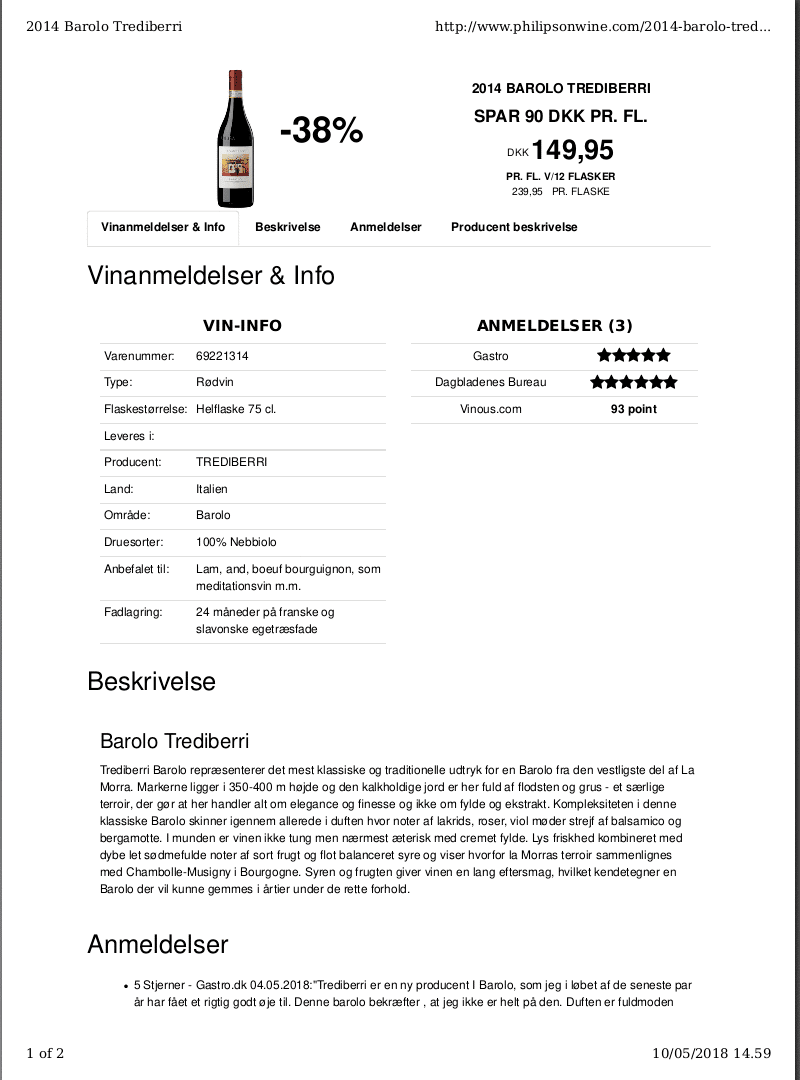 2014 Barolo Trediberri
http://www.philipsonwine.com/2014-barolo-tred...
-38%
2014 BAROLO TREDIBERRI
SPAR 90 DKK PR. FL.
DKK 149,95
PR. FL. V/12 FLASKER
239,95 PR. FLASKE
Vinanmeldelser & Info
Beskrivelse
Anmeldelser
Producent beskrivelse
Vinanmeldelser & Info
VIN-INFO
Varenummer: 69221314
Type: Rødvin
Flaskestørrelse: Helflaske 75 cl.
Leveres i:
Producent: TREDIBERRI
Land: Italien
Område: Barolo
Druesorter: 100% Nebbiolo
Anbefalet til: Lam, and, boeuf bourguignon, som
meditationsvin m.m.
Fadlagring: 24 måneder på franske og
slavonske egetræsfade
ANMELDELSER (3)
Gastro ★★★★★
Dagbladenes Bureau ★★★★★★
Vinous.com 93 point
Beskrivelse
Barolo Trediberri
Trediberri Barolo repræsenterer det mest klassiske og traditionelle udtryk for en Barolo fra den vestligste del af La
Morra. Markerne ligger i 350-400 m højde og den kalkholdige jord er her fuld af flodsten og grus - et særlige
terroir, der gør at her handler alt om elegance og finesse og ikke om fylde og ekstrakt. Kompleksiteten i denne
klassiske Barolo skinner igennem allerede i duften hvor noter af lakrids, roser, viol møder strejf af balsamico og
bergamotte. I munden er vinen ikke tung men nærmest æterisk med cremet fylde. Lys friskhed kombineret med
dybe let sødmefulde noter af sort frugt og flot balanceret syre og viser hvorfor la Morras terroir sammenlignes
med Chambolle-Musigny i Bourgogne. Syren og frugten giver vinen en lang eftersmag, hvilket kendetegner en
Barolo der vil kunne gemmes i årtier under de rette forhold.
Anmeldelser
• 5 Stjerner - Gastro.dk 04.05.2018:"Trediberri er en ny producent I Barolo, som jeg i løbet af de seneste par
år har fået et rigtig godt øje til. Denne barolo bekræfter , at jeg ikke er helt på den. Duften er fuldmoden
1 of 2
10/05/2018 14.59